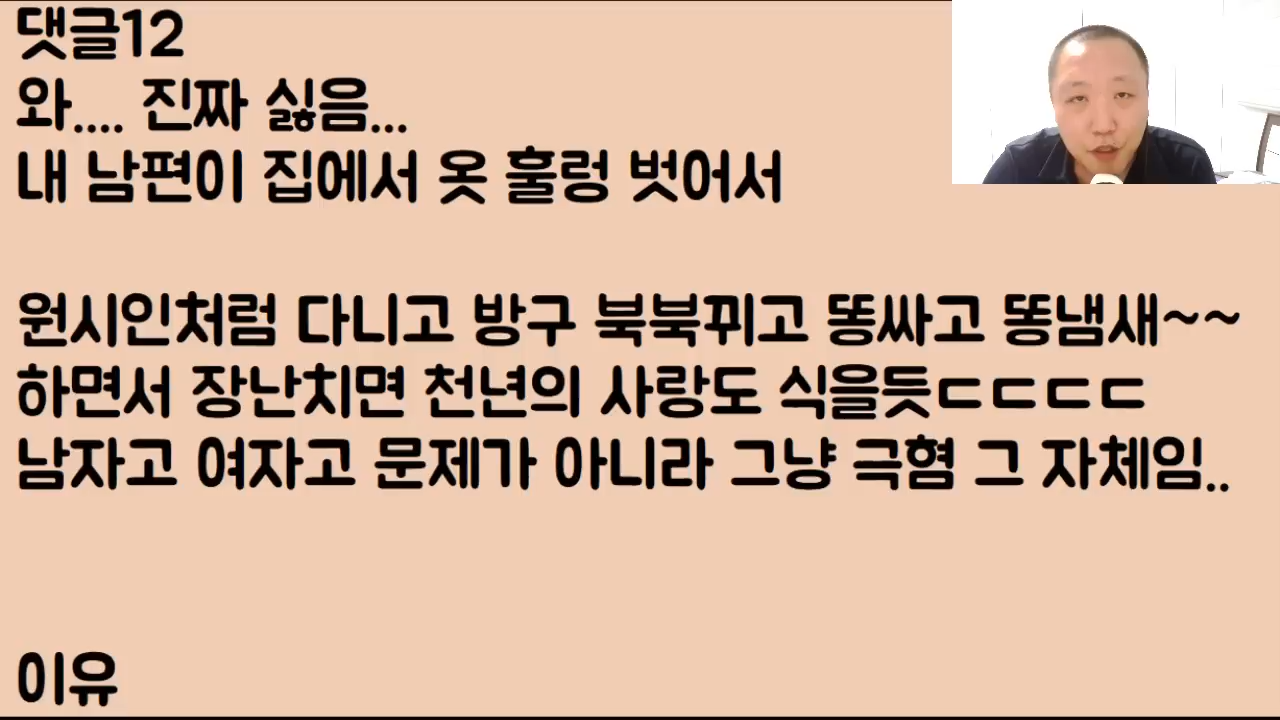 댓글12
와.... 진짜 싫음...
내 남편이 집에서 옷 훌렁 벗어서
원시인처럼 다니고 방구 북북뀌고 똥싸고 똥냄새~~
하면서 장난치면 천년의 사랑도 식을듯ㄷㄷㄷㄷ
남자고 여자고 문제가 아니라 그냥 극혐 그 자체임..
이유